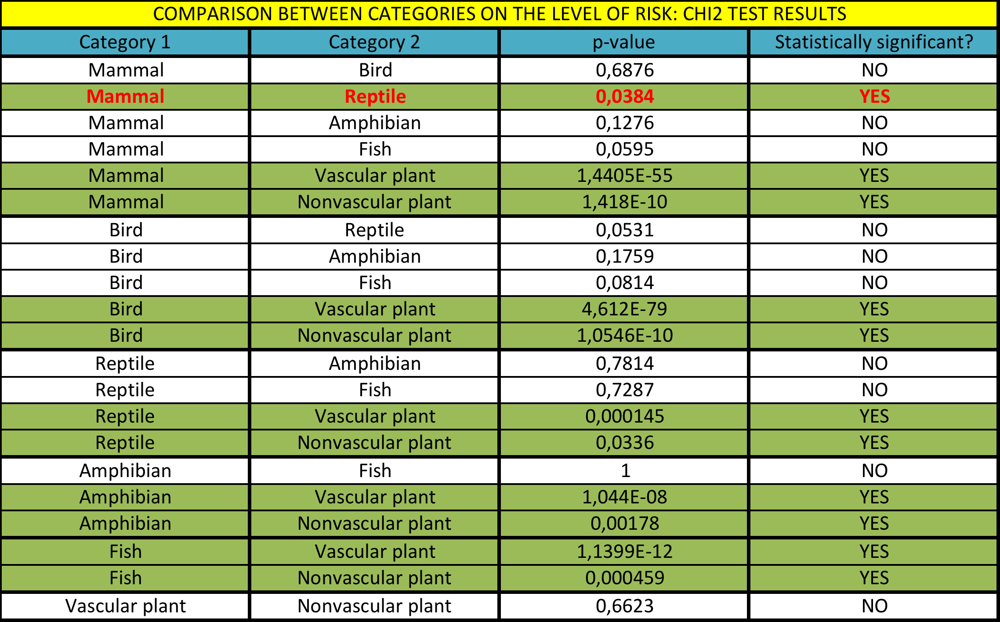 COMPARISON BETWEEN CATEGORIES ON THE LEVEL OF RISK: CHI2 TEST RESULTS
Category 1 Category 2 p-value Statistically significant?
Mammal Bird 0,6876 NO
Mammal Reptile 0,0384 YES
Mammal Amphibian 0,1276 NO
Mammal Fish 0,0595 NO
Mammal Vascular plant 1,4405E-55 YES
Mammal Nonvascular plant 1,418E-10 YES
Bird Reptile 0,0531 NO
Bird Amphibian 0,1759 NO
Bird Fish 0,0814 NO
Bird Vascular plant 4,612E-79 YES
Bird Nonvascular plant 1,0546E-10 YES
Reptile Amphibian 0,7814 NO
Reptile Fish 0,7287 NO
Reptile Vascular plant 0,000145 YES
Reptile Nonvascular plant 0,0336 YES
Amphibian Fish 1 NO
Amphibian Vascular plant 1,044E-08 YES
Amphibian Nonvascular plant 0,00178 YES
Fish Vascular plant 1,1399E-12 YES
Fish Nonvascular plant 0,000459 YES
Vascular plant Nonvascular plant 0,6623 NO